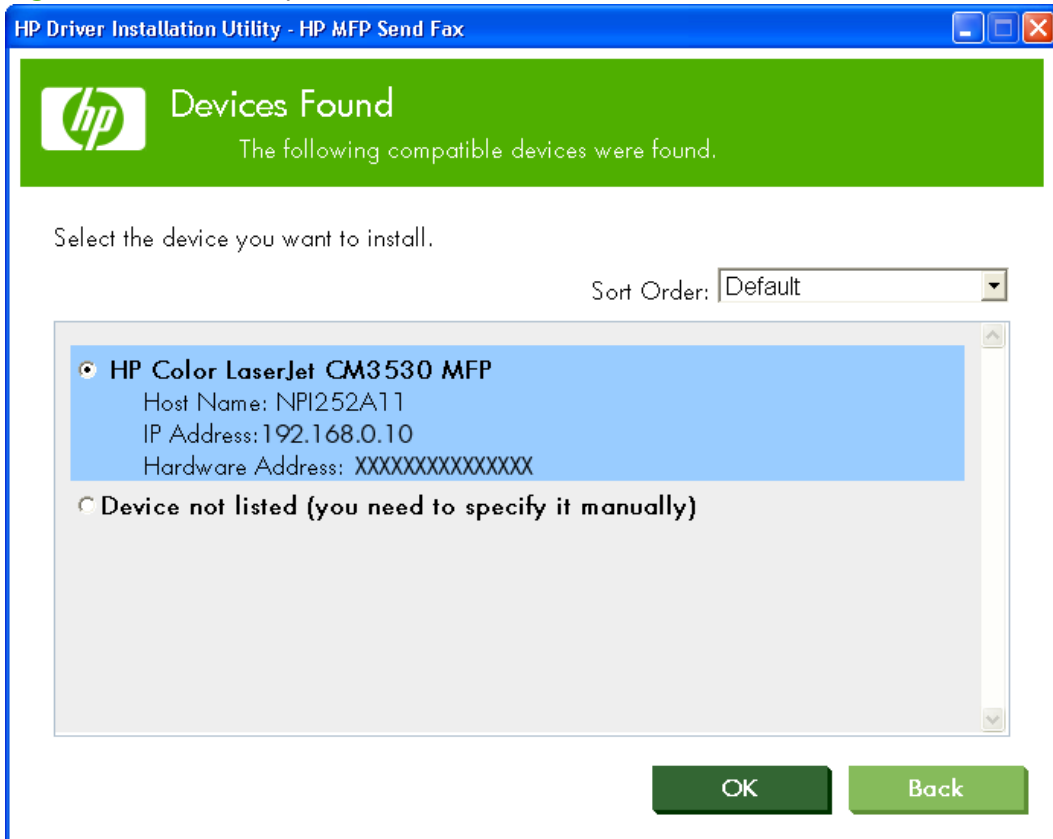 HP Driver Installation Utility - HP MFP Send Fax
hp
Devices Found
The following compatible devices were found.
Select the device you want to install.
Sort Order: Default
HP Color LaserJet CM3530 MFP
Host Name: NPI252A11
IP Address: 192.168.0.10
Hardware Address: XXXXXXXXXXXXXXX
Device not listed (you need to specify it manually)
OK Back